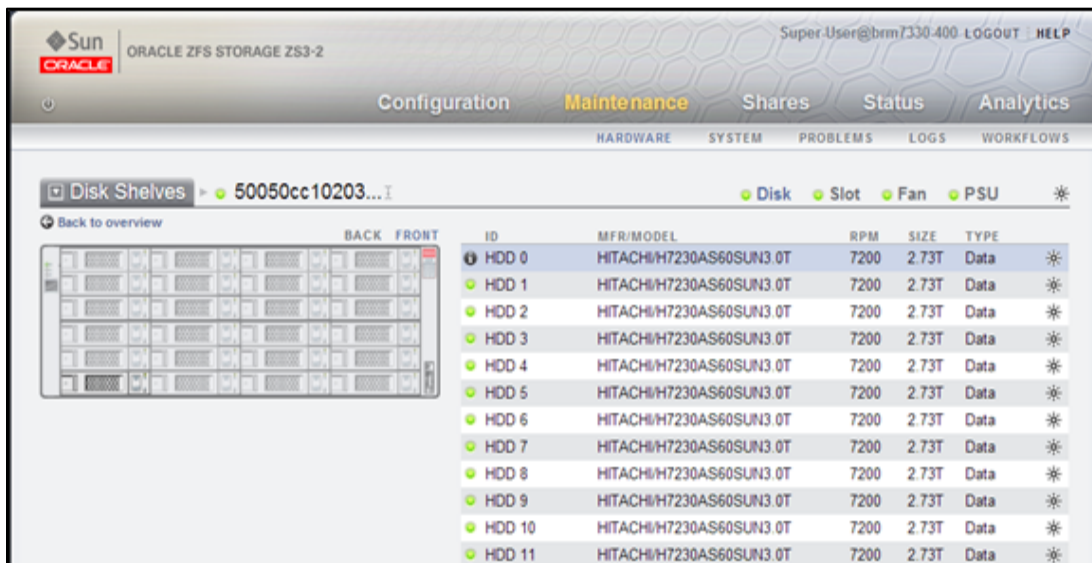 Super-User@brm7330-400 LOGOUT HELP
Sun
ORACLE
ORACLE ZFS STORAGE ZS3-2
Configuration Maintenance Shares Status Analytics
HARDWARE SYSTEM PROBLEMS LOGS WORKFLOWS
Disk Shelves 50050cc10203... Disk Slot Fan PSU
Back to overview
BACK FRONT
ID MFR/MODEL RPM SIZE TYPE
HDD 0 HITACHI/H7230AS60SUN3.0T 7200 2.73T Data
HDD 1 HITACHI/H7230AS60SUN3.0T 7200 2.73T Data
HDD 2 HITACHI/H7230AS60SUN3.0T 7200 2.73T Data
HDD 3 HITACHI/H7230AS60SUN3.0T 7200 2.73T Data
HDD 4 HITACHI/H7230AS60SUN3.0T 7200 2.73T Data
HDD 5 HITACHI/H7230AS60SUN3.0T 7200 2.73T Data
HDD 6 HITACHI/H7230AS60SUN3.0T 7200 2.73T Data
HDD 7 HITACHI/H7230AS60SUN3.0T 7200 2.73T Data
HDD 8 HITACHI/H7230AS60SUN3.0T 7200 2.73T Data
HDD 9 HITACHI/H7230AS60SUN3.0T 7200 2.73T Data
HDD 10 HITACHI/H7230AS60SUN3.0T 7200 2.73T Data
HDD 11 HITACHI/H7230AS60SUN3.0T 7200 2.73T Data